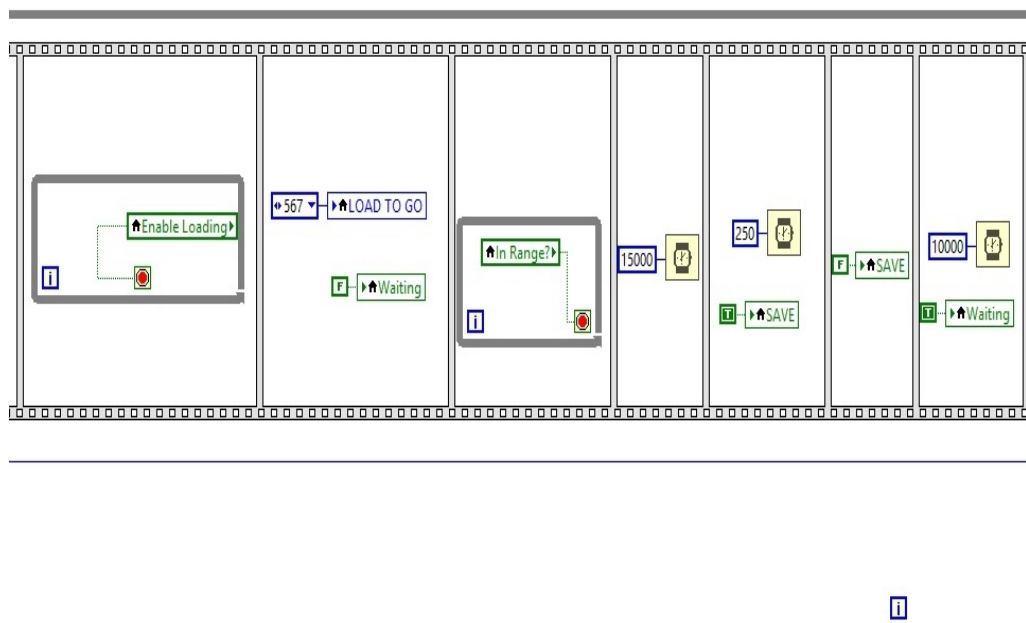 Enable Loading
i
567 LOAD TO GO
F Waiting
In Range?
i
15000
250
T SAVE
F SAVE
10000
T Waiting
i